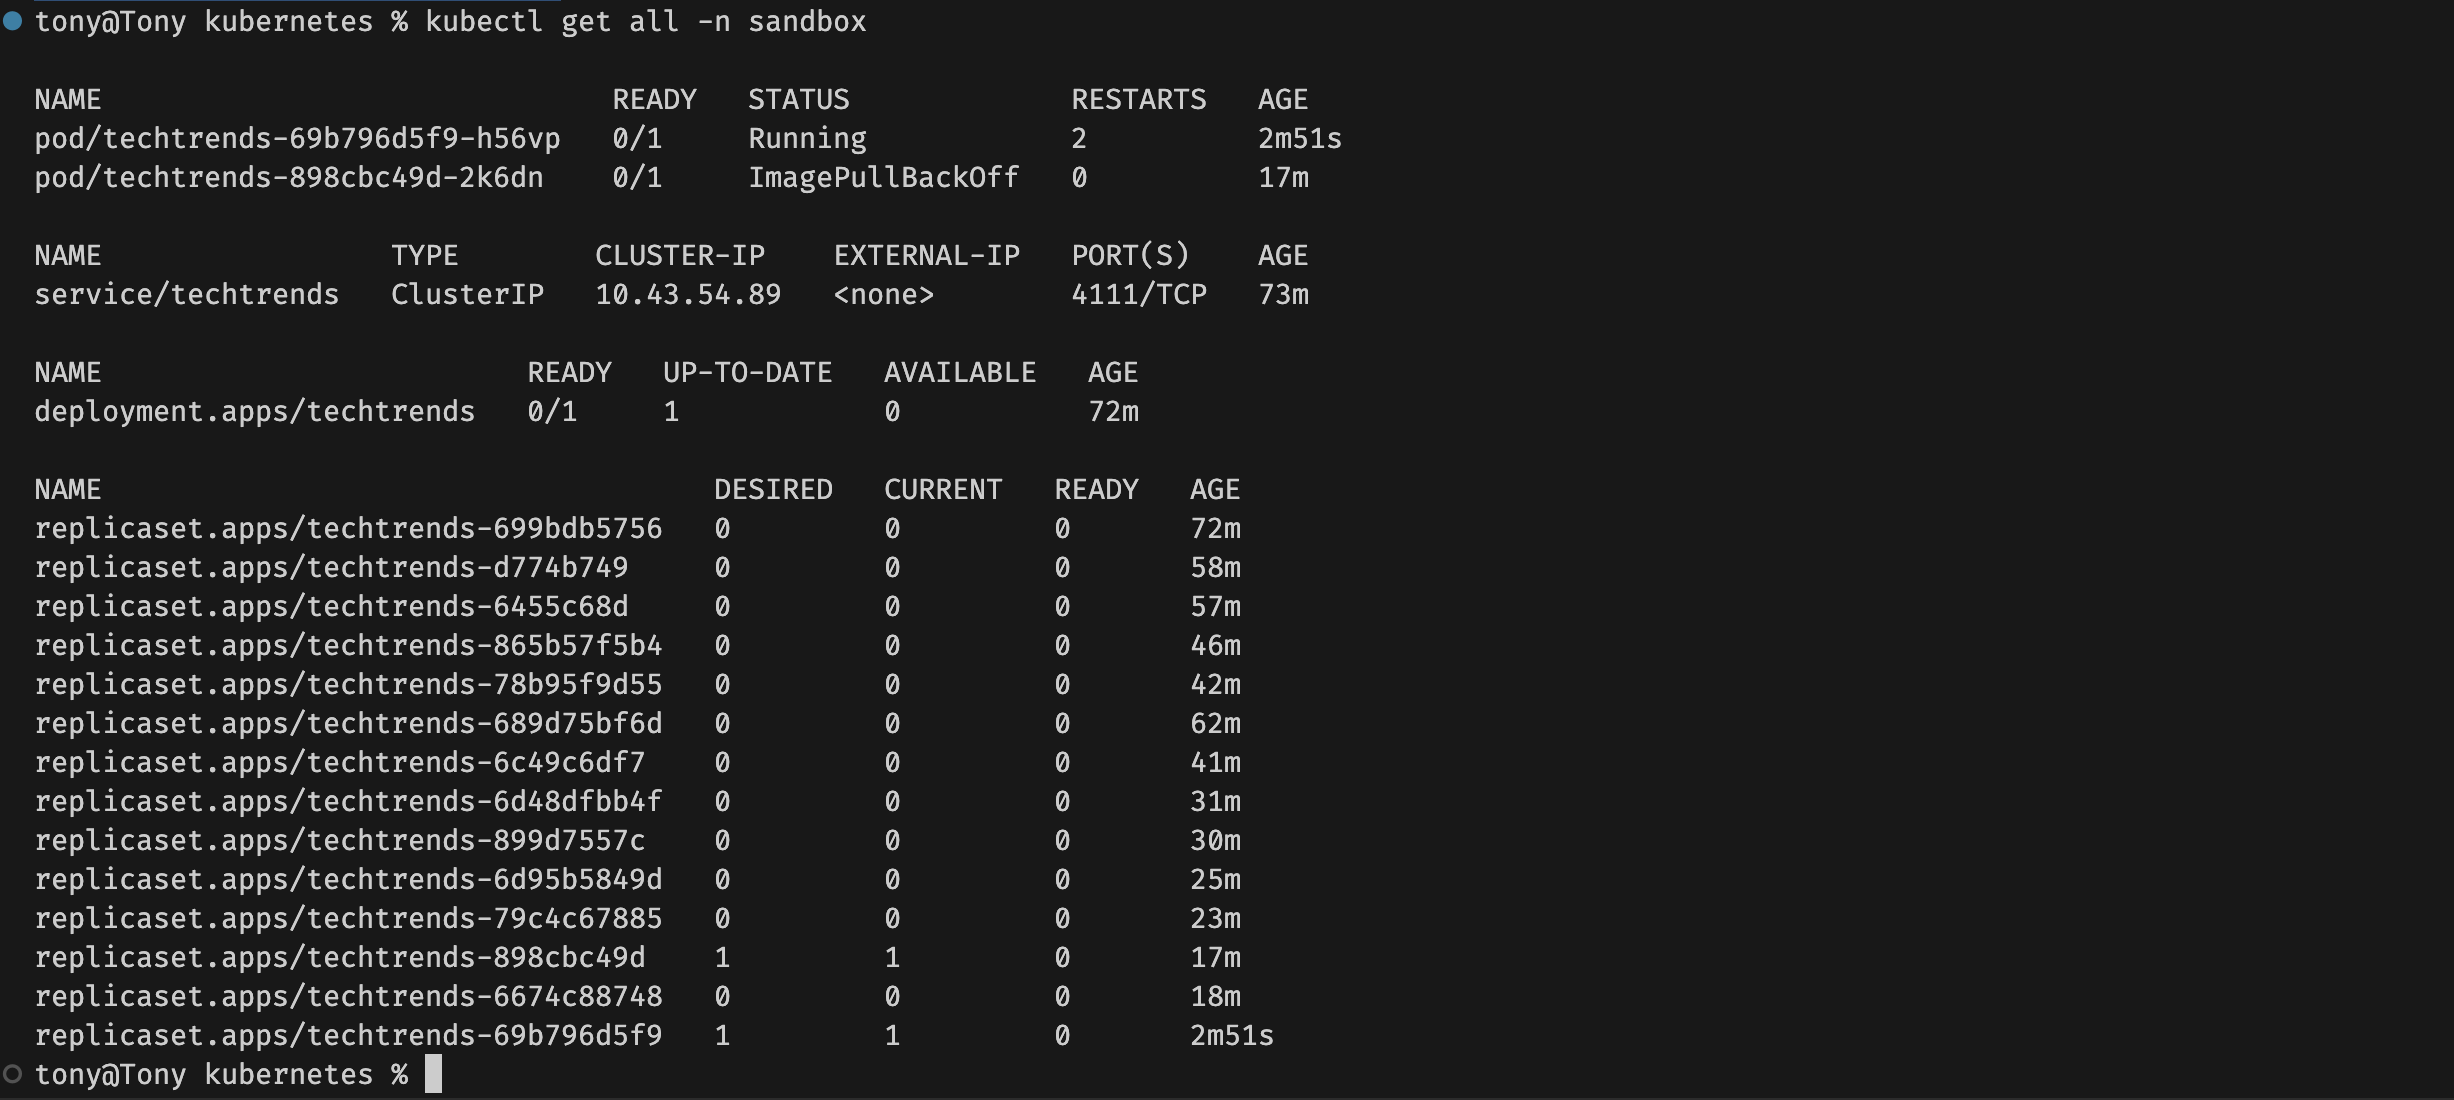 tony@Tony kubernetes % kubectl get all -n sandbox
NAME READY STATUS RESTARTS AGE
pod/techtrends-69b796d5f9-h56vp 0/1 Running 2 2m51s
pod/techtrends-898cbc49d-2k6dn 0/1 ImagePullBackOff 0 17m
NAME TYPE CLUSTER-IP EXTERNAL-IP PORT(S) AGE
service/techtrends ClusterIP 10.43.54.89 <none> 4111/TCP 73m
NAME READY UP-TO-DATE AVAILABLE AGE
deployment.apps/techtrends 0/1 1 0 72m
NAME DESIRED CURRENT READY AGE
replicaset.apps/techtrends-699bdb5756 0 0 0 72m
replicaset.apps/techtrends-d774b749 0 0 0 58m
replicaset.apps/techtrends-6455c68d 0 0 0 57m
replicaset.apps/techtrends-865b57f5b4 0 0 0 46m
replicaset.apps/techtrends-78b95f9d55 0 0 0 42m
replicaset.apps/techtrends-689d75bf6d 0 0 0 62m
replicaset.apps/techtrends-6c49c6df7 0 0 0 41m
replicaset.apps/techtrends-6d48dfbb4f 0 0 0 31m
replicaset.apps/techtrends-899d7557c 0 0 0 30m
replicaset.apps/techtrends-6d95b5849d 0 0 0 25m
replicaset.apps/techtrends-79c4c67885 0 0 0 23m
replicaset.apps/techtrends-898cbc49d 1 1 0 17m
replicaset.apps/techtrends-6674c88748 0 0 0 18m
replicaset.apps/techtrends-69b796d5f9 1 1 0 2m51s
tony@Tony kubernetes %